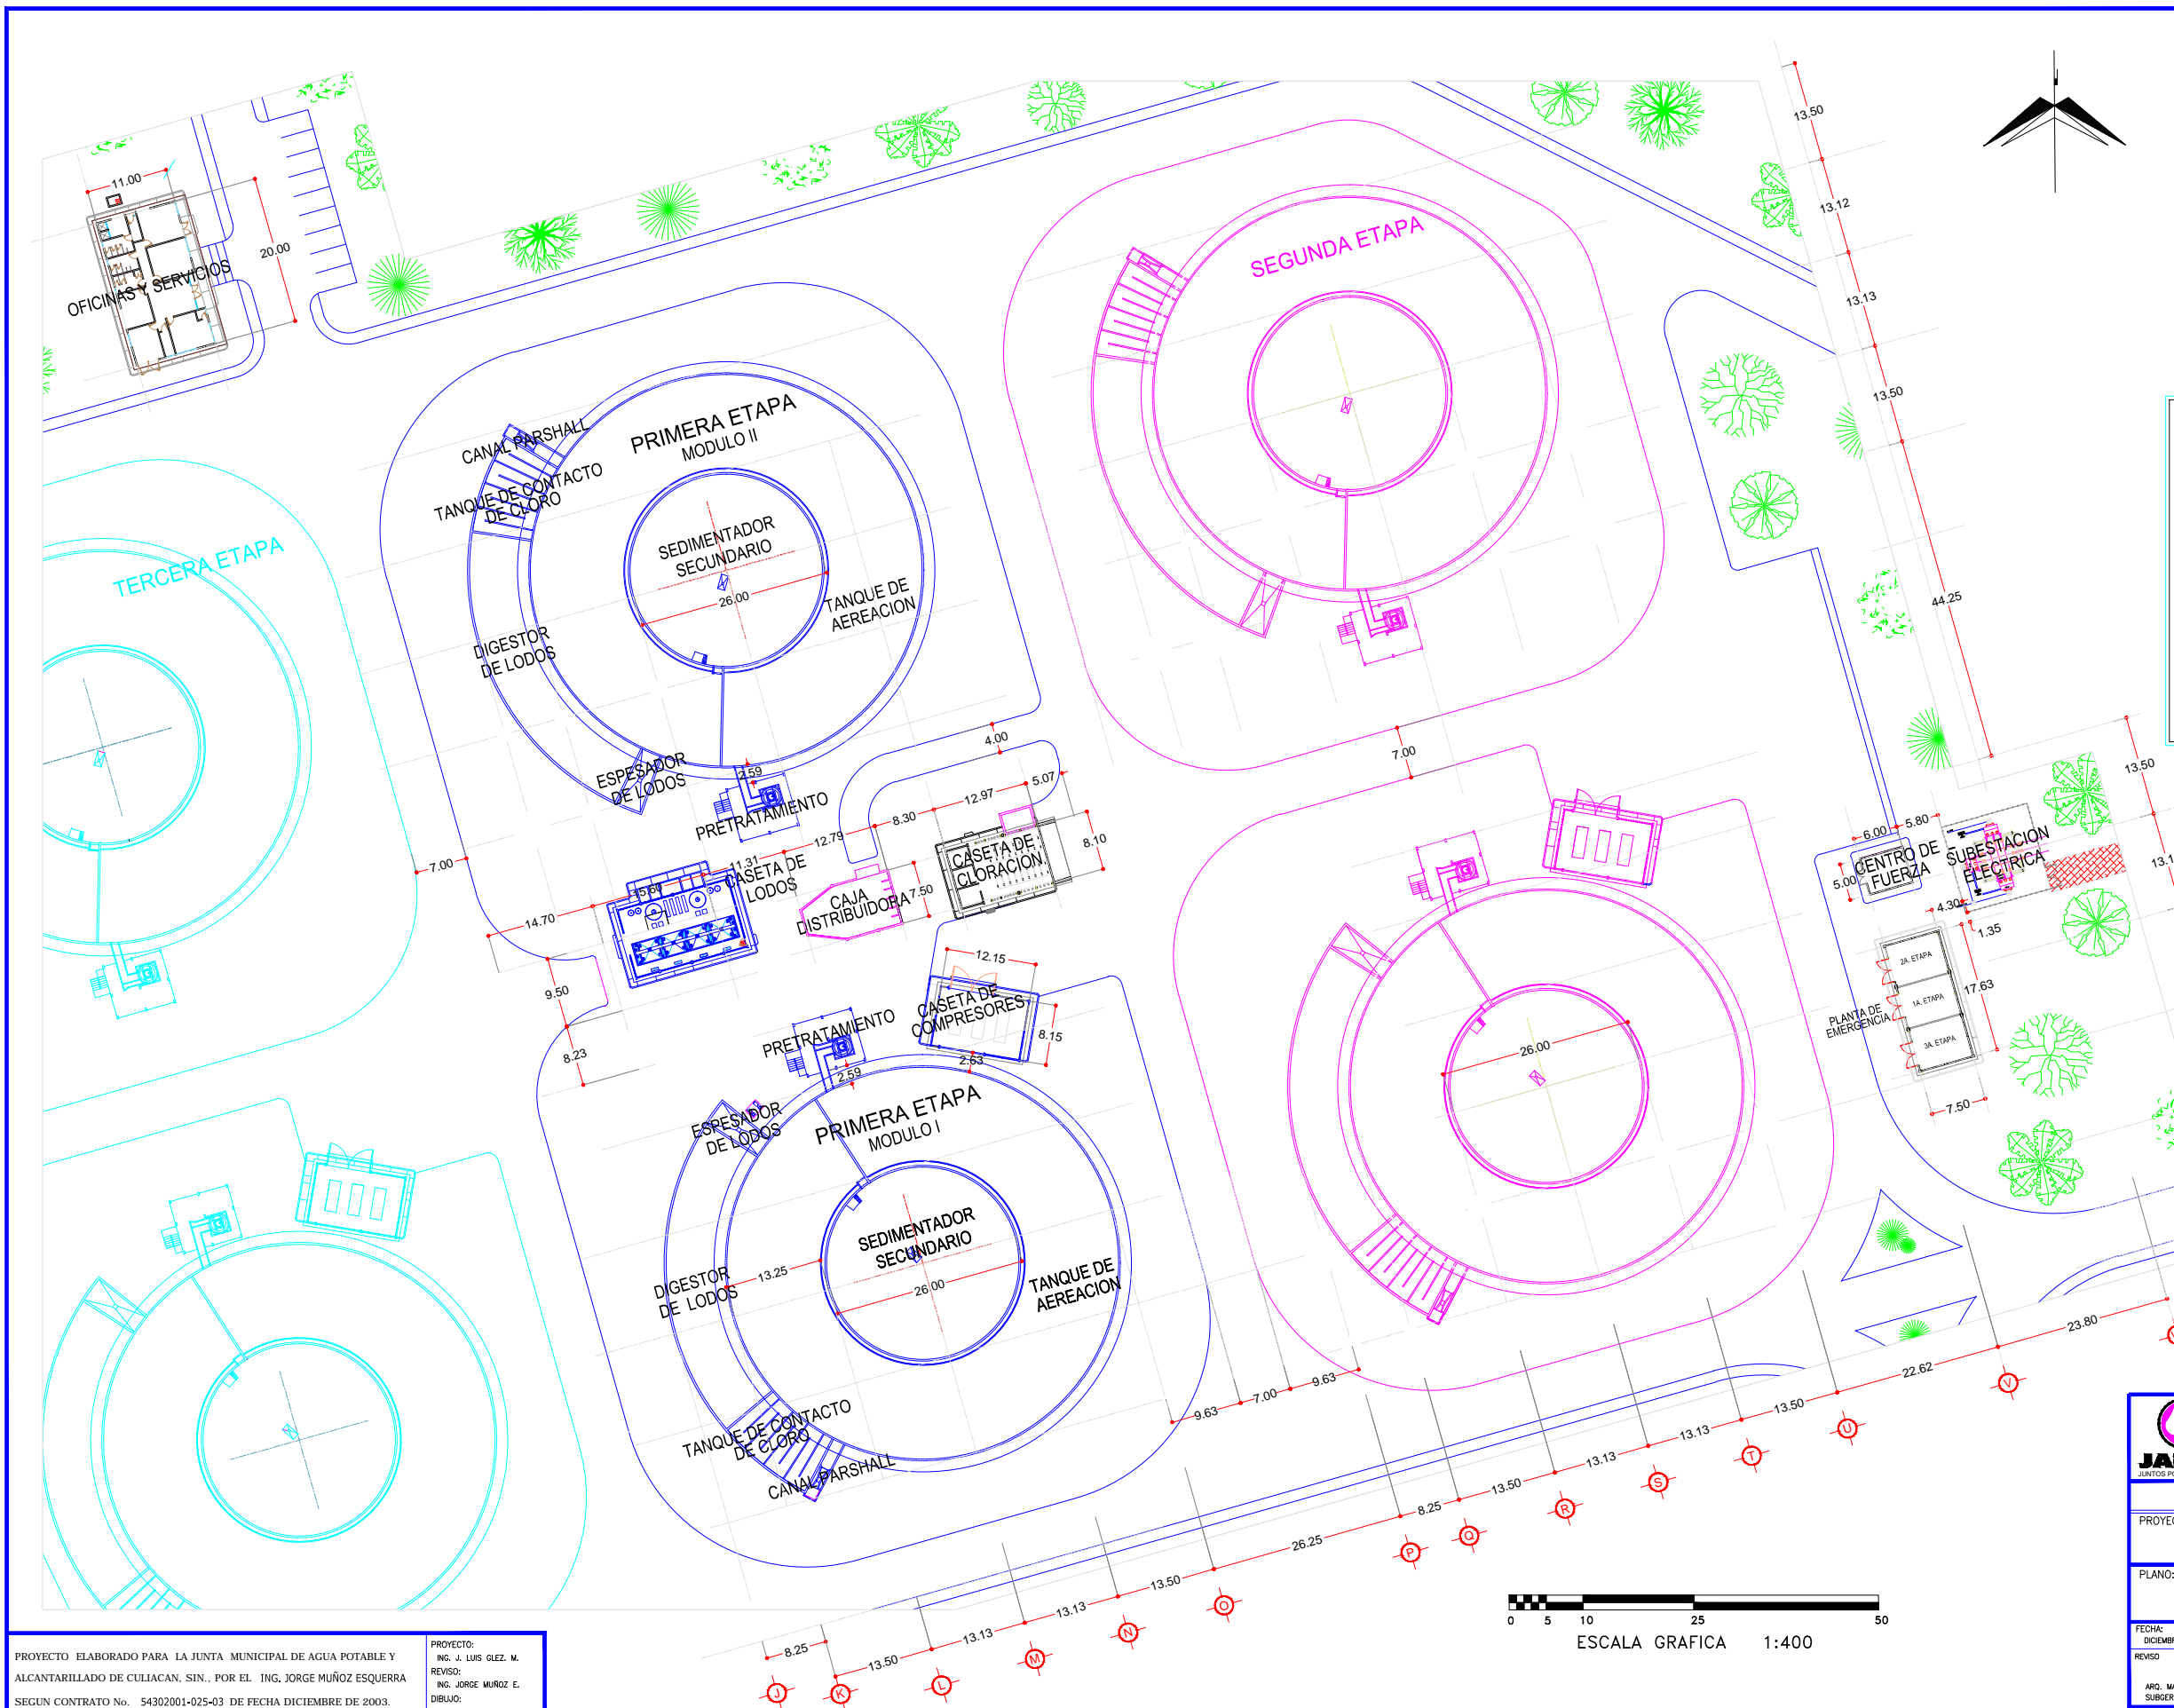 13.50
13.12
13.13
13.50
44.25
11.00
20.00
OFICINAS Y SERVICIOS
SEGUNDA ETAPA
PRIMERA ETAPA
MODULO II
CANAL PARSHALL
TANQUE DE CONTACTO
DE CLORO
SEDIMENTADOR
SECUNDARIO
26.00
TANQUE DE
AEREACION
DIGESTOR
DE LODOS
TERCERA ETAPA
ESPESADOR
DE LODOS
2.59
PRETRATAMIENTO
4.00
7.00
7.00
5.07
12.97
8.30
12.79
11.31
15.60
14.70
8.10
7.50
CASETA DE
LODOS
CAJA
DISTRIBUIDORA
CASETA DE
CLORACION
9.50
8.23
12.15
CASETA DE
COMPRESORES
8.15
2.63
PRETRATAMIENTO
2.59
ESPESADOR
DE LODOS
PRIMERA ETAPA
MODULO I
SEDIMENTADOR
SECUNDARIO
13.25
26.00
DIGESTOR
DE LODOS
TANQUE DE
AEREACION
TANQUE DE CONTACTO
DE CLORO
CANAL PARSHALL
26.00
13.50
6.00
5.80
5.00
CENTRO DE
FUERZA
SUBESTACION
ELECTRICA
4.30
1.35
2A. ETAPA
1A. ETAPA
3A. ETAPA
17.63
PLANTA DE
EMERGENCIA
7.50
9.63
7.00
9.63
8.25
13.50
13.13
13.13
13.50
26.25
8.25
13.50
13.13
13.13
13.50
22.62
23.80
J
K
L
M
N
O
P
Q
R
S
T
U
V
0 5 10 25 50
ESCALA GRAFICA 1:400
PROYECTO ELABORADO PARA LA JUNTA MUNICIPAL DE AGUA POTABLE Y
ALCANTARILLADO DE CULIACAN, SIN., POR EL ING. JORGE MUÑOZ ESQUERRA
SEGUN CONTRATO No. 54302001-025-03 DE FECHA DICIEMBRE DE 2003.
PROYECTO:
ING. J. LUIS GLEZ. M.
REVISO:
ING. JORGE MUÑOZ E.
DIBUJO:
PLANO:
FECHA:
REVISO